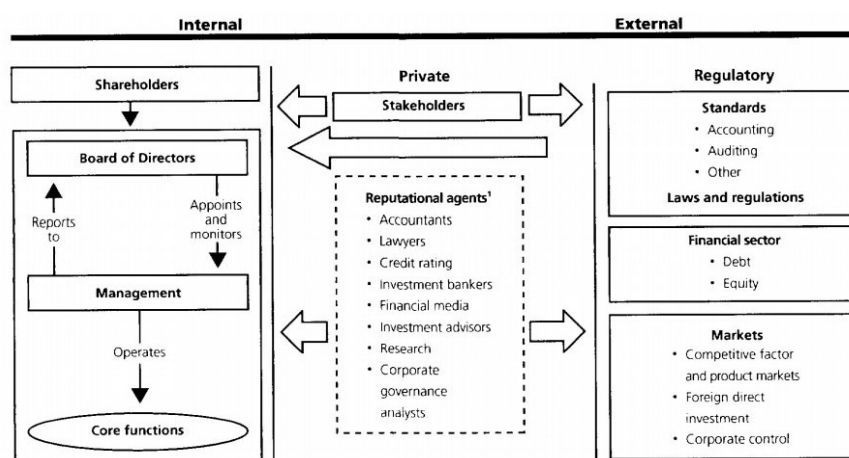 Internal
External
Shareholders
Board of Directors
Reports
to
Appoints
and
monitors
Management
Operates
Core functions
Private
Stakeholders
Reputational agents¹
• Accountants
• Lawyers
• Credit rating
• Investment bankers
• Financial media
• Investment advisors
• Research
• Corporate
governance
analysts
Regulatory
Standards
• Accounting
• Auditing
• Other
Laws and regulations
Financial sector
• Debt
• Equity
Markets
• Competitive factor
and product markets
• Foreign direct
investment
• Corporate control